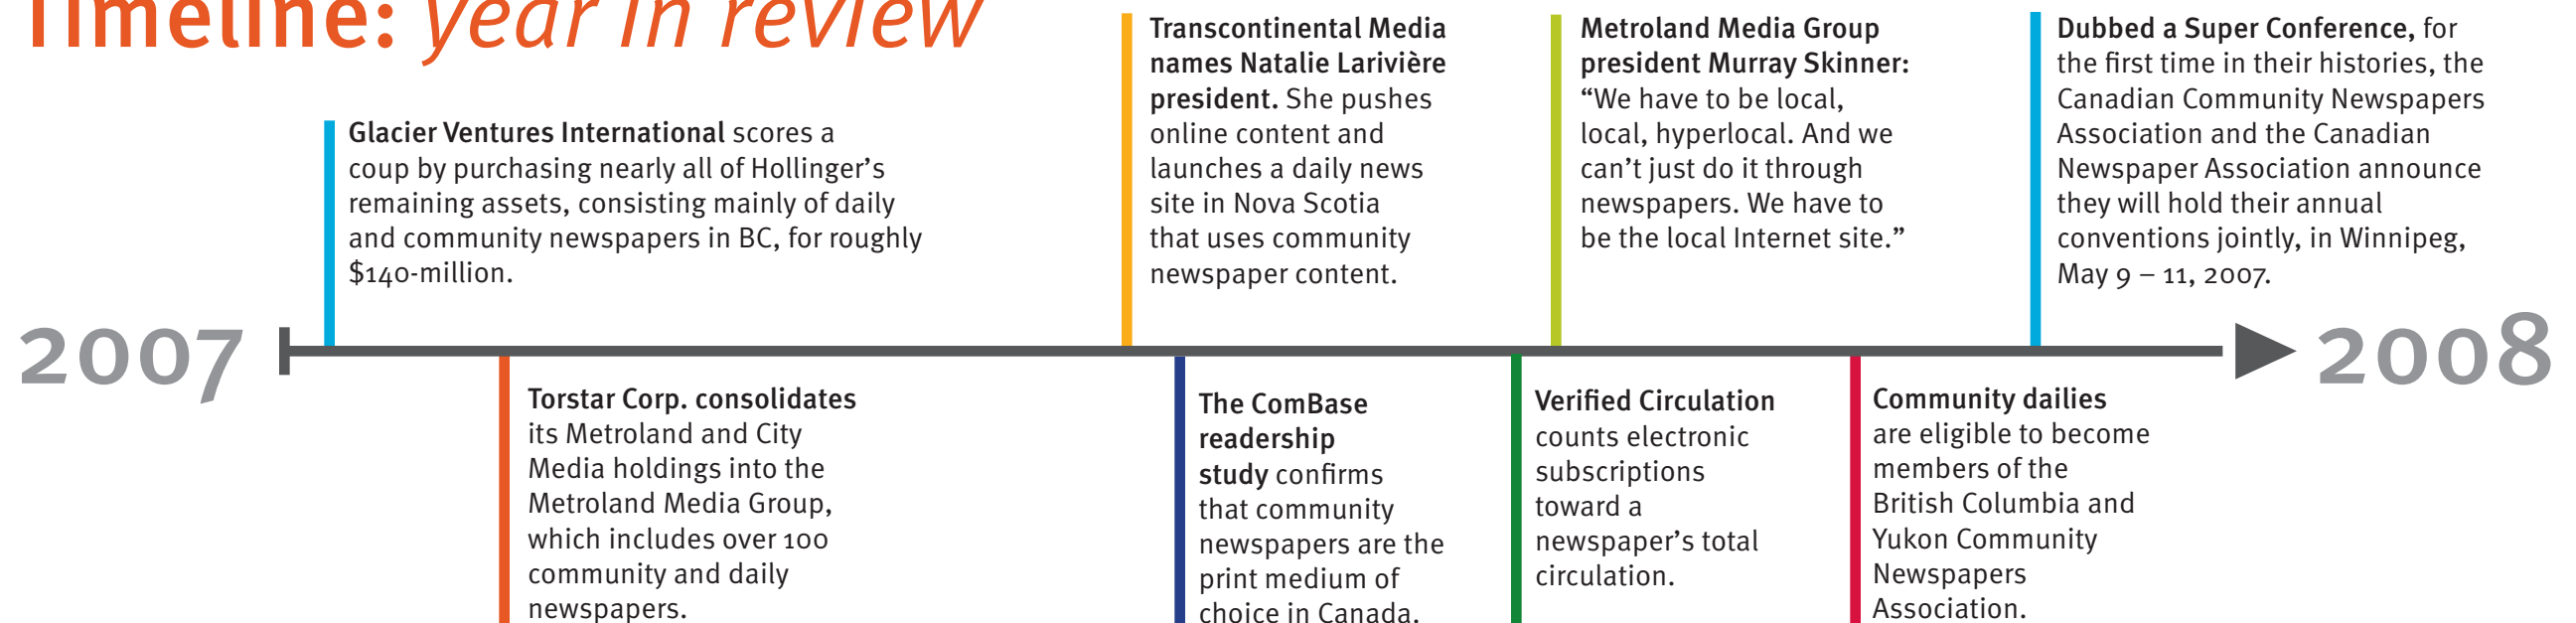 Timeline: year in review
Glacier Ventures International scores a
coup by purchasing nearly all of Hollinger’s
remaining assets, consisting mainly of daily
and community newspapers in BC, for roughly
$140-million.
Transcontinental Media
names Natalie Larivière
president. She pushes
online content and
launches a daily news
site in Nova Scotia
that uses community
newspaper content.
Metroland Media Group
president Murray Skinner:
“We have to be local,
local, hyperlocal. And we
can’t just do it through
newspapers. We have to
be the local Internet site.”
Dubbed a Super Conference, for
the first time in their histories, the
Canadian Community Newspapers
Association and the Canadian
Newspaper Association announce
they will hold their annual
conventions jointly, in Winnipeg,
May 9 – 11, 2007.
2007
2008
Torstar Corp. consolidates
its Metroland and City
Media holdings into the
Metroland Media Group,
which includes over 100
community and daily
newspapers.
The ComBase
readership
study confirms
that community
newspapers are the
print medium of
choice in Canada.
Verified Circulation
counts electronic
subscriptions
toward a
newspaper’s total
circulation.
Community dailies
are eligible to become
members of the
British Columbia and
Yukon Community
Newspapers
Association.